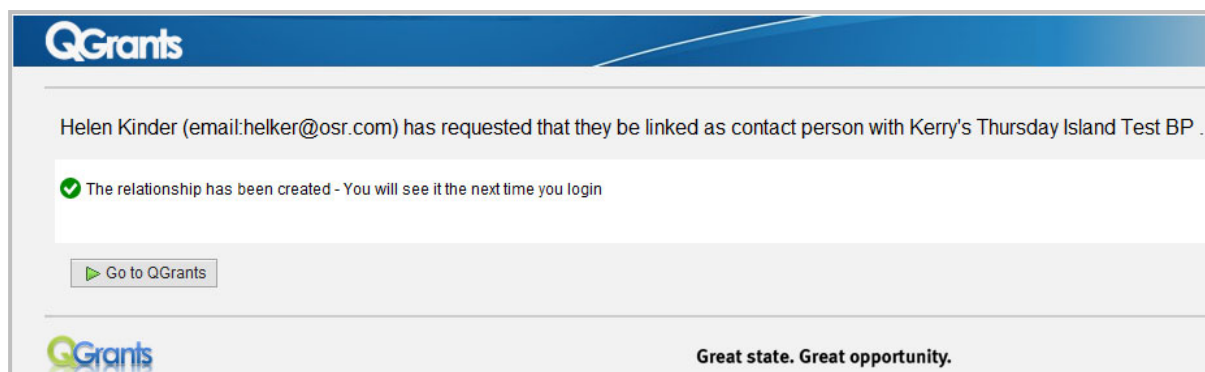 QGrants
Helen Kinder (email:helker@osr.com) has requested that they be linked as contact person with Kerry's Thursday Island Test BP .
The relationship has been created - You will see it the next time you login
Go to QGrants
QGrants
Great state. Great opportunity.